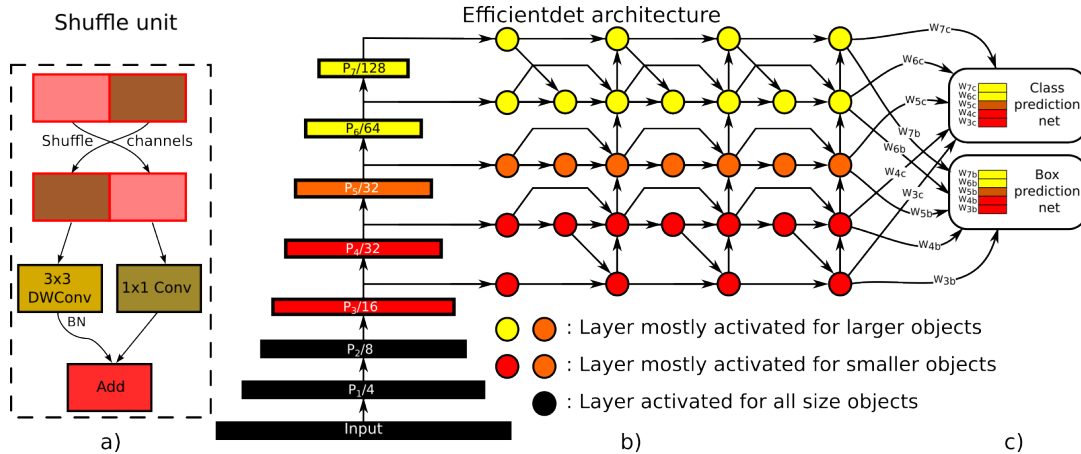 Shuffle unit
Shuffle
channels
3x3
DWConv
1x1 Conv
BN
Add
a)
Efficientdet architecture
P7/128
P6/64
P5/32
P4/32
P3/16
P2/8
P1/4
Input
: Layer mostly activated for larger objects
: Layer mostly activated for smaller objects
: Layer activated for all size objects
b)
W7c
W6c
W5c
W7b
W6b
W4c
W3c
W5b
W4b
W3b
W7c
W6c
W5c
W4c
W3c
Class
prediction
net
W7b
W6b
W5b
W4b
W3b
Box
prediction
net
c)